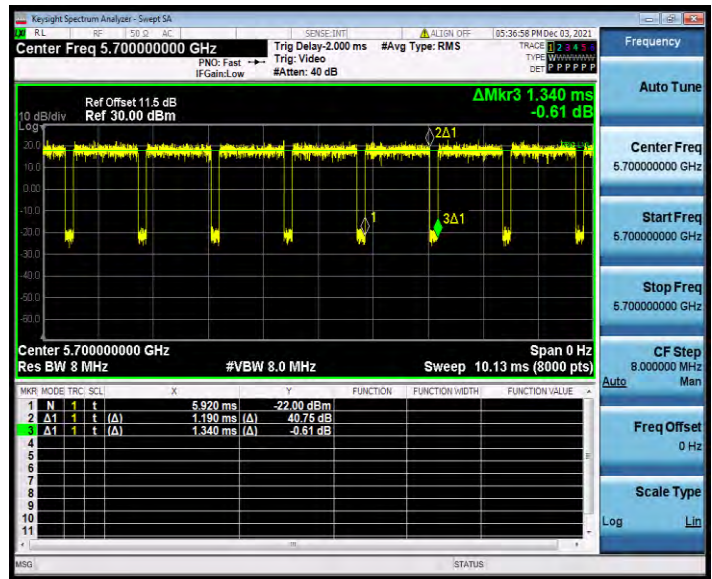 Keysight Spectrum Analyzer - Swept SA
LXI RL RF 50 Ω AC SENSE:INT ALIGN OFF 05:36:58 PM Dec 03, 2021
Center Freq 5.700000000 GHz
PNO: Fast
IFGain:Low
Trig Delay-2.000 ms
Trig: Video
#Atten: 40 dB
#Avg Type: RMS
TRACE 1 2 3 4 5 6
TYPE WWWWWW
DET P P P P P P
Frequency
Auto Tune
Center Freq
5.700000000 GHz
Start Freq
5.700000000 GHz
Stop Freq
5.700000000 GHz
CF Step
8.000000 MHz
Auto Man
Freq Offset
0 Hz
Scale Type
Log Lin
Ref Offset 11.5 dB
10 dB/div Ref 30.00 dBm
Log
ΔMkr3 1.340 ms
-0.61 dB
20.0
10.0
0.00
-10.0
-20.0
-30.0
-40.0
-50.0
-60.0
2Δ1
1
3Δ1
Center 5.700000000 GHz Span 0 Hz
Res BW 8 MHz #VBW 8.0 MHz Sweep 10.13 ms (8000 pts)
MKR MODE TRC SCL X Y FUNCTION FUNCTION WIDTH FUNCTION VALUE
1 N 1 t 5.920 ms -22.00 dBm
2 Δ1 1 t (Δ) 1.190 ms (Δ) 40.75 dB
3 Δ1 1 t (Δ) 1.340 ms (Δ) -0.61 dB
4
5
6
7
8
9
10
11
MSG STATUS